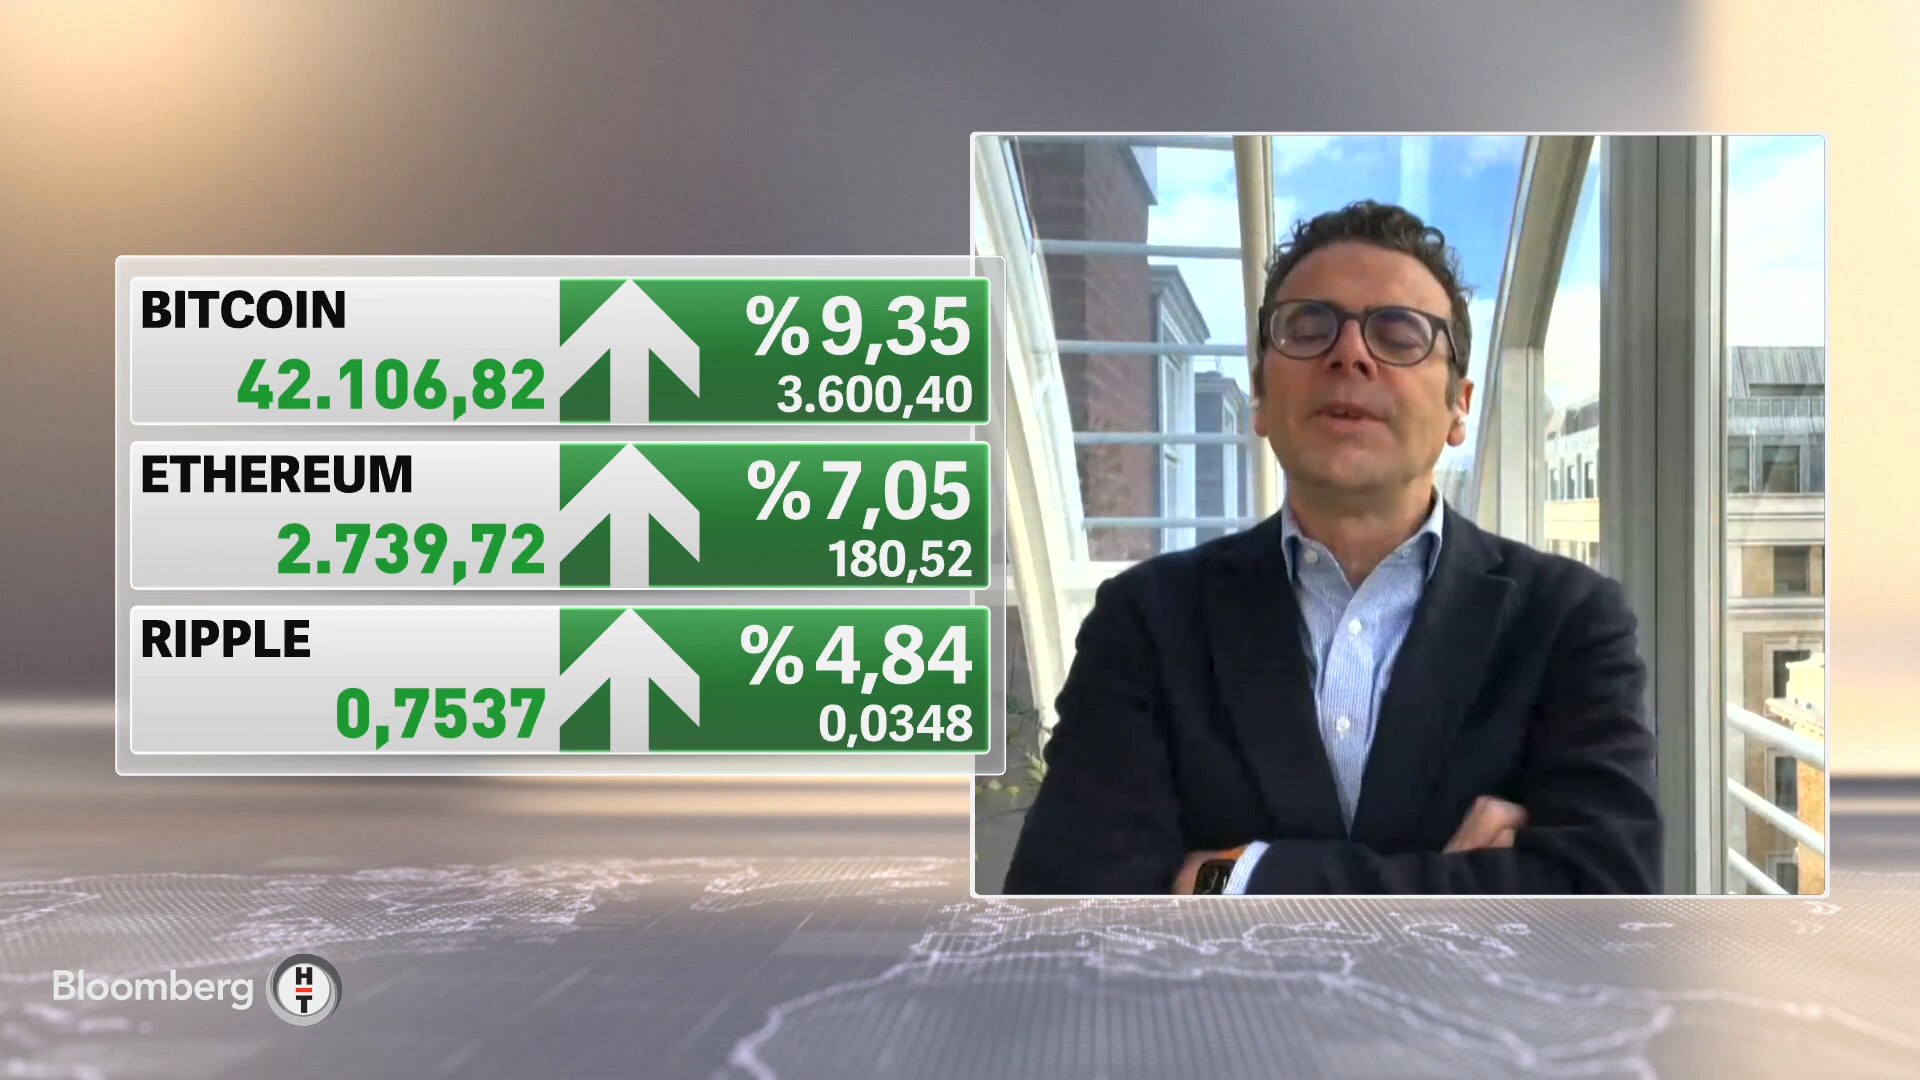 BITCOIN
42.106,82
%9,35
3.600,40
ETHEREUM
2.739,72
%7,05
180,52
RIPPLE
0,7537
%4,84
0,0348
Bloomberg HT